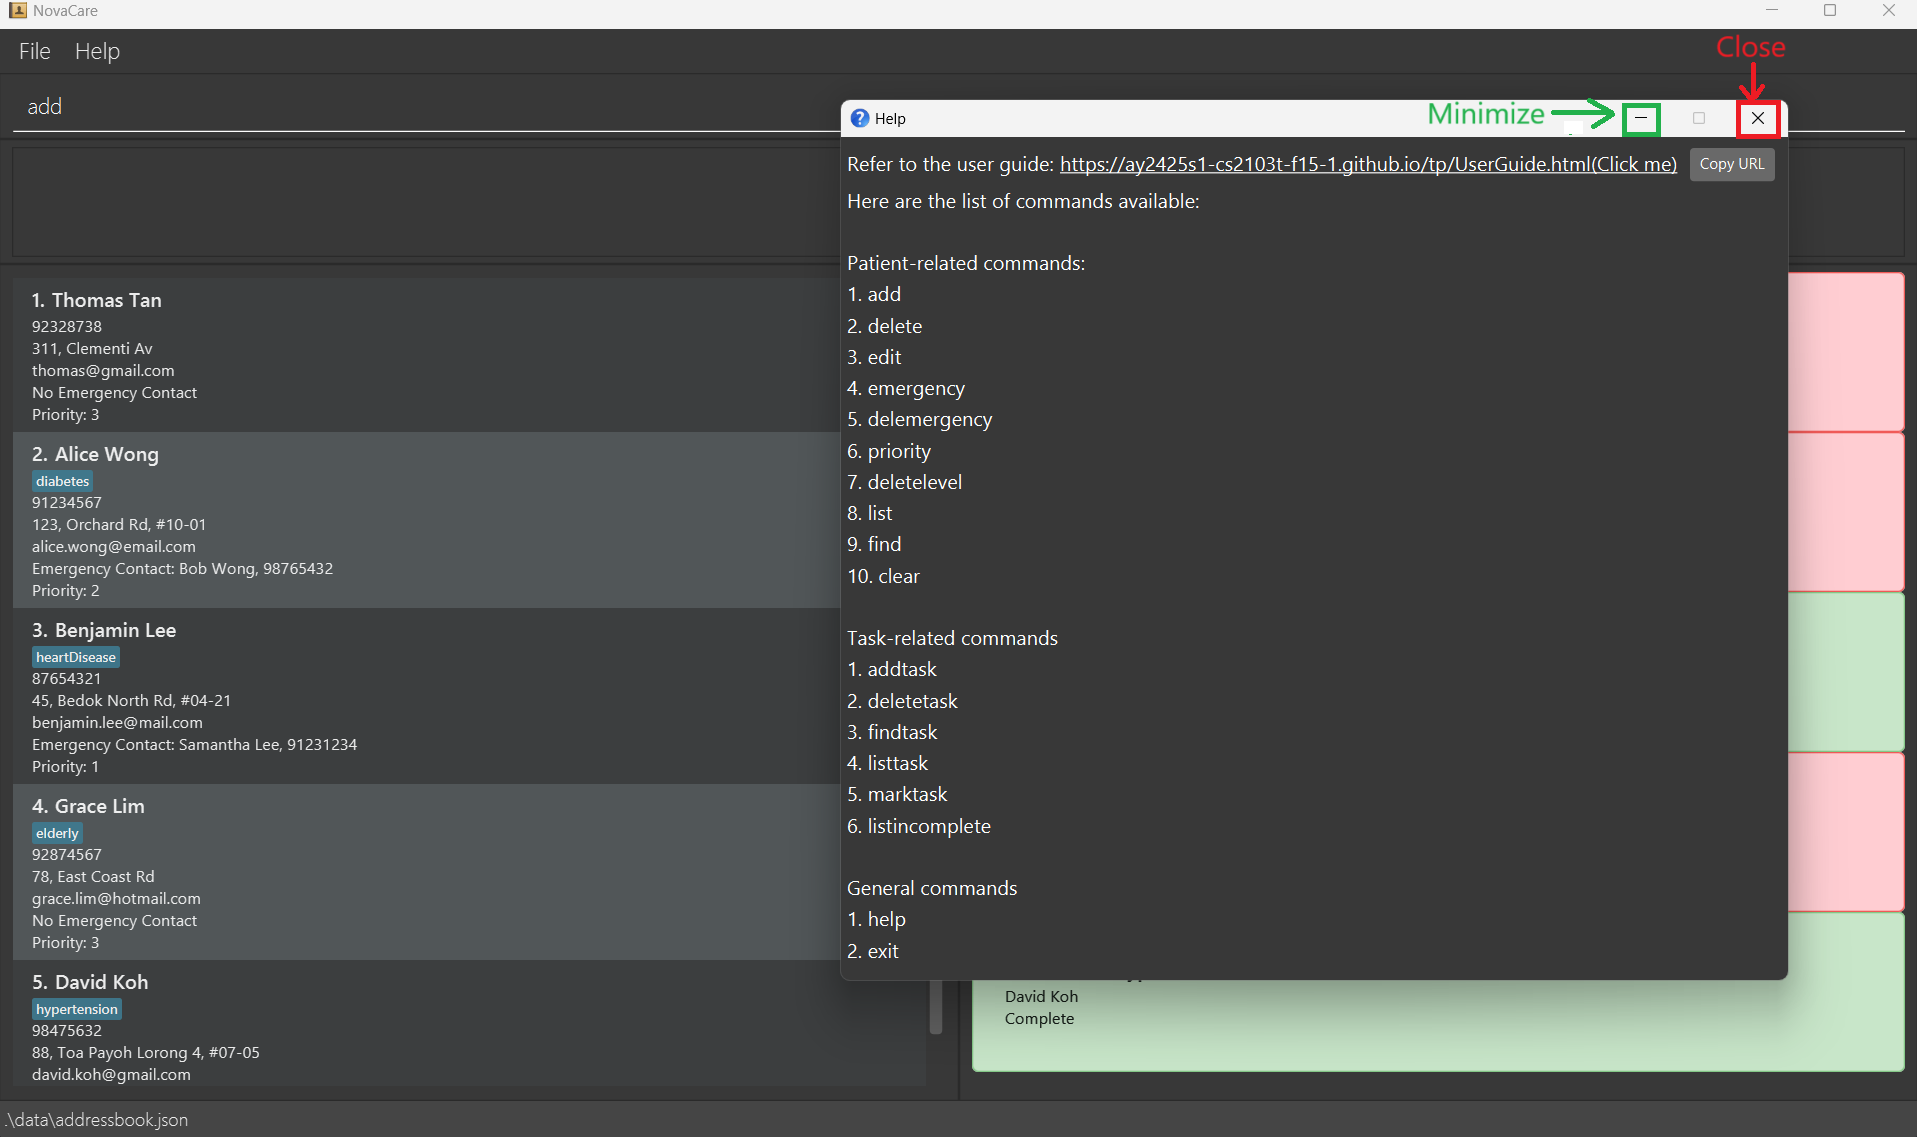 NovaCare
File Help
Close
add
Help
Minimize
Refer to the user guide: https://ay2425s1-cs2103t-f15-1.github.io/tp/UserGuide.html(Click me) Copy URL
Here are the list of commands available:
Patient-related commands:
1. add
2. delete
3. edit
4. emergency
5. delemergency
6. priority
7. deletelevel
8. list
9. find
10. clear
Task-related commands
1. addtask
2. deletetask
3. findtask
4. listtask
5. marktask
6. listincomplete
General commands
1. help
2. exit
1. Thomas Tan
92328738
311, Clementi Av
thomas@gmail.com
No Emergency Contact
Priority: 3
2. Alice Wong
diabetes
91234567
123, Orchard Rd, #10-01
alice.wong@email.com
Emergency Contact: Bob Wong, 98765432
Priority: 2
3. Benjamin Lee
heartDisease
87654321
45, Bedok North Rd, #04-21
benjamin.lee@mail.com
Emergency Contact: Samantha Lee, 91231234
Priority: 1
4. Grace Lim
elderly
92874567
78, East Coast Rd
grace.lim@hotmail.com
No Emergency Contact
Priority: 3
5. David Koh
hypertension
98475632
88, Toa Payoh Lorong 4, #07-05
david.koh@gmail.com
David Koh
Complete
.\data\addressbook.json